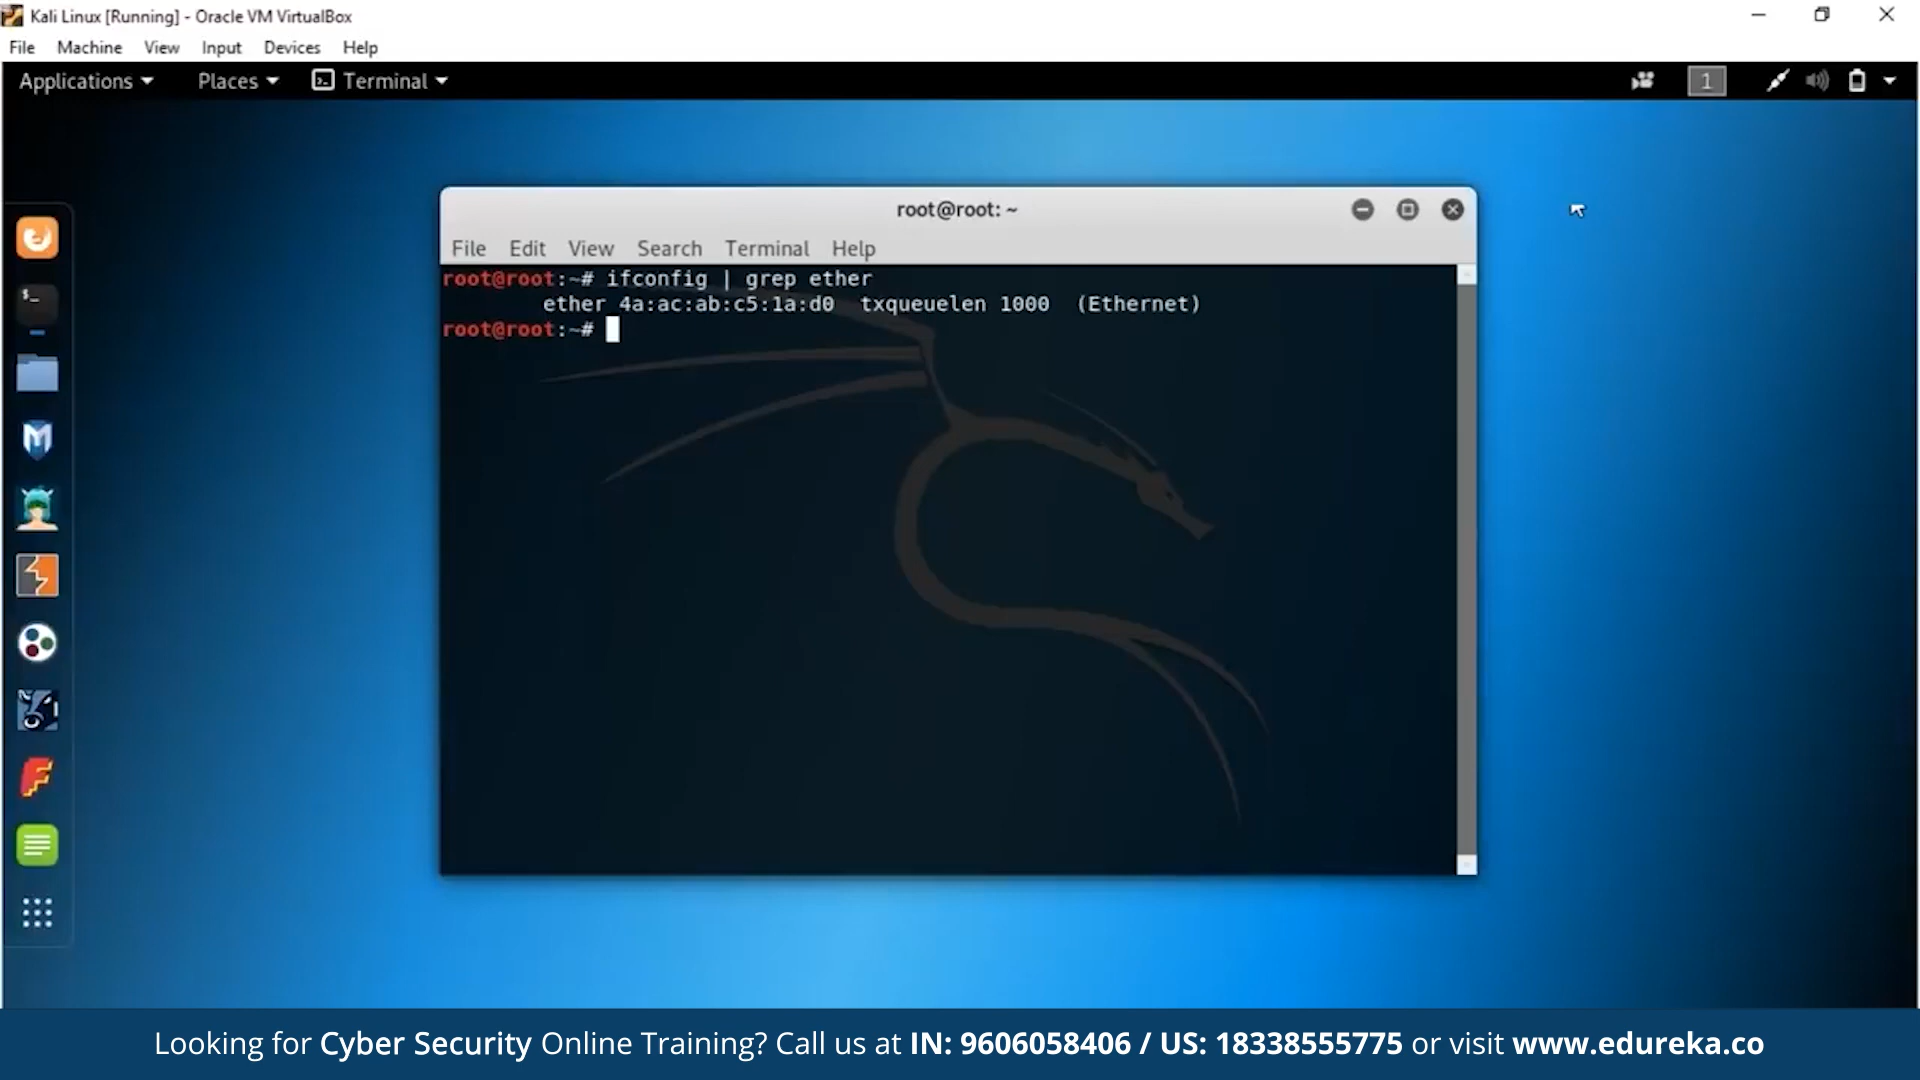 Kali Linux [Running] - Oracle VM VirtualBox
File Machine View Input Devices Help
Applications Places Terminal 1
root@root: ~
File Edit View Search Terminal Help
root@root:~# ifconfig | grep ether
ether 4a:ac:ab:c5:1a:d0 txqueuelen 1000 (Ethernet)
root@root:~#
Looking for Cyber Security Online Training? Call us at IN: 9606058406 / US: 18338555775 or visit www.edureka.co